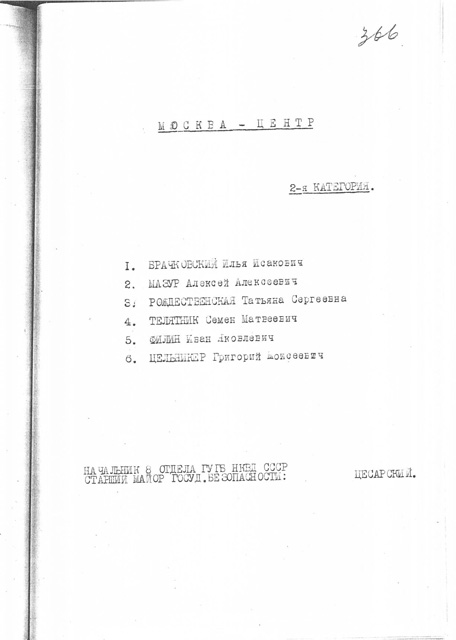 366
МОСКВА - ЦЕНТР
2-я КАТЕГОРИЯ.
1. БРАЧКОВСКИЙ Илья Исакович
2. МАЗУР Алексей Алексеевич
3. РОЖДЕСТВЕНСКАЯ Татьяна Сергеевна
4. ТЕЛЯТНИК Семен Матвеевич
5. ФИЛИН Иван Яковлевич
6. ЦЕЛЬНИКЕР Григорий Моисеевич
НАЧАЛЬНИК 8 ОТДЕЛА ГУГБ НКВД СССР
СТАРШИЙ МАЙОР ГОСУД.БЕЗОПАСНОСТИ: ЦЕСАРСКИЙ.